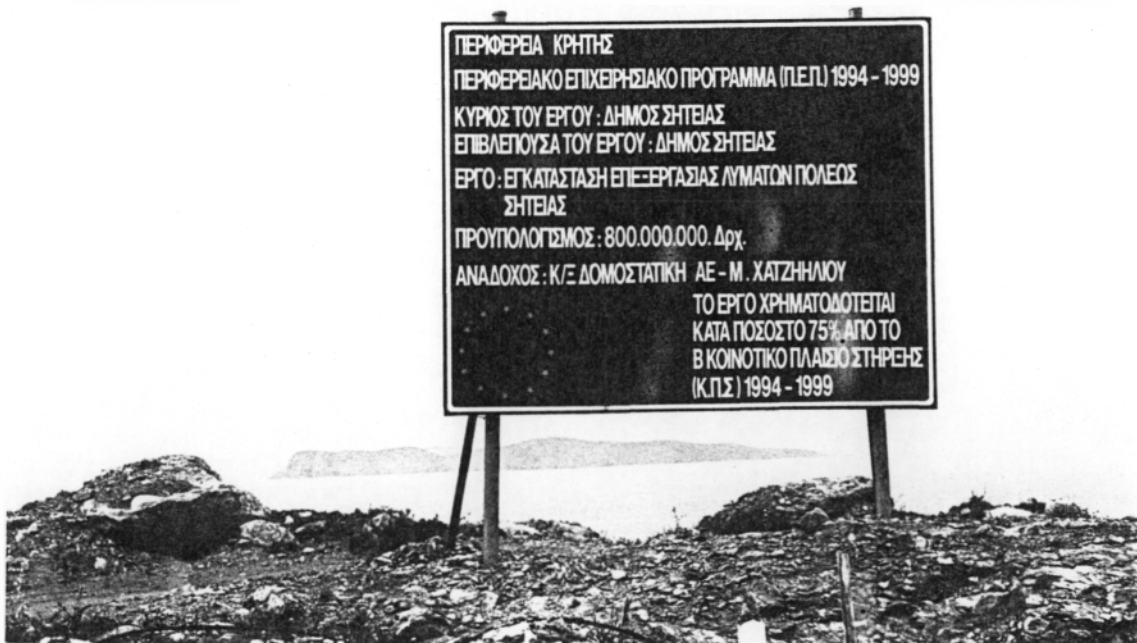 ΠΕΡΙΦΕΡΕΙΑ ΚΡΗΤΗΣ
ΠΕΡΙΦΕΡΕΙΑΚΟ ΕΠΙΧΕΙΡΗΣΙΑΚΟ ΠΡΟΓΡΑΜΜΑ (Π.Ε.Π.) 1994 – 1999
ΚΥΡΙΟΣ ΤΟΥ ΕΡΓΟΥ : ΔΗΜΟΣ ΣΗΤΕΙΑΣ
ΕΠΙΒΛΕΠΟΥΣΑ ΤΟΥ ΕΡΓΟΥ : ΔΗΜΟΣ ΣΗΤΕΙΑΣ
ΕΡΓΟ : ΕΓΚΑΤΑΣΤΑΣΗ ΕΠΕΞΕΡΓΑΣΙΑΣ ΛΥΜΑΤΩΝ ΠΟΛΕΩΣ
ΣΗΤΕΙΑΣ
ΠΡΟΥΠΟΛΟΓΙΣΜΟΣ : 800.000.000. Δρχ.
ΑΝΑΔΟΧΟΣ : Κ/Ξ ΔΟΜΟΣΤΑΤΙΚΗ ΑΕ – Μ . ΧΑΤΖΗΗΛΙΟΥ
ΤΟ ΕΡΓΟ ΧΡΗΜΑΤΟΔΟΤΕΙΤΑΙ
ΚΑΤΑ ΠΟΣΟΣΤΟ 75% ΑΠΟ ΤΟ
Β ΚΟΙΝΟΤΙΚΟ ΠΛΑΙΣΙΟ ΣΤΗΡΙΞΗΣ
(Κ.Π.Σ ) 1994 – 1999